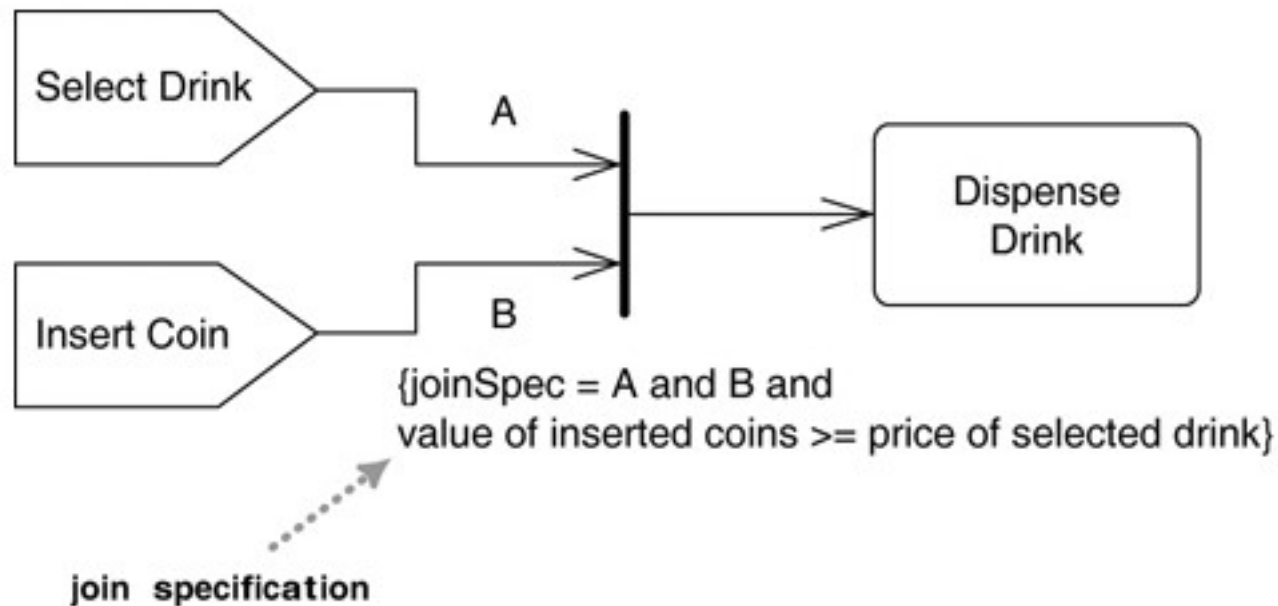 Select Drink
A
Insert Coin
B
Dispense
Drink
{joinSpec = A and B and
value of inserted coins >= price of selected drink}
join specification